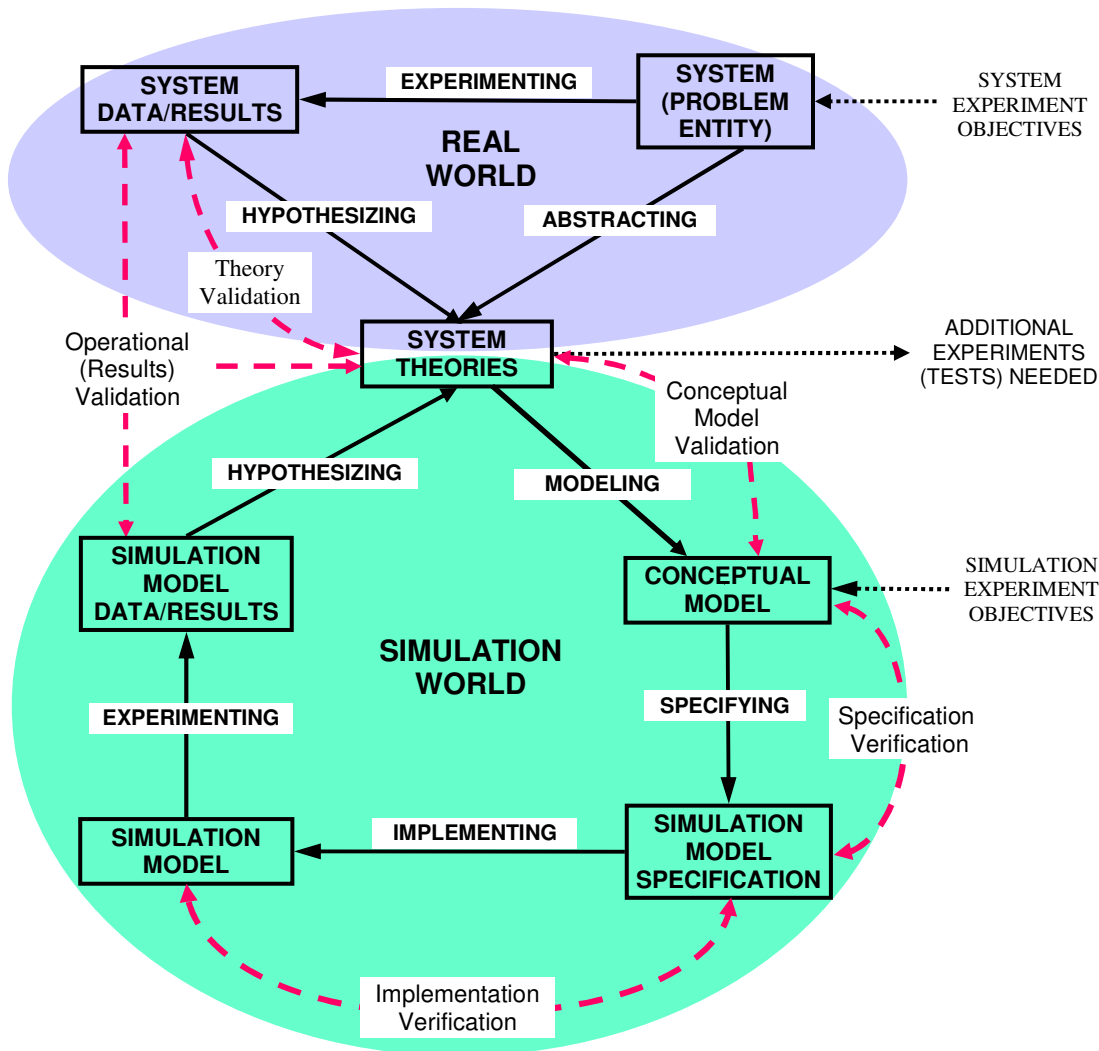 SYSTEM
DATA/RESULTS
EXPERIMENTING
SYSTEM
(PROBLEM
ENTITY)
SYSTEM
EXPERIMENT
OBJECTIVES
REAL
WORLD
HYPOTHESIZING
ABSTRACTING
Theory
Validation
Operational
(Results)
Validation
SYSTEM
THEORIES
ADDITIONAL
EXPERIMENTS
(TESTS) NEEDED
Conceptual
Model
Validation
HYPOTHESIZING
MODELING
SIMULATION
MODEL
DATA/RESULTS
CONCEPTUAL
MODEL
SIMULATION
EXPERIMENT
OBJECTIVES
SIMULATION
WORLD
EXPERIMENTING
SPECIFYING
Specification
Verification
SIMULATION
MODEL
IMPLEMENTING
SIMULATION
MODEL
SPECIFICATION
Implementation
Verification